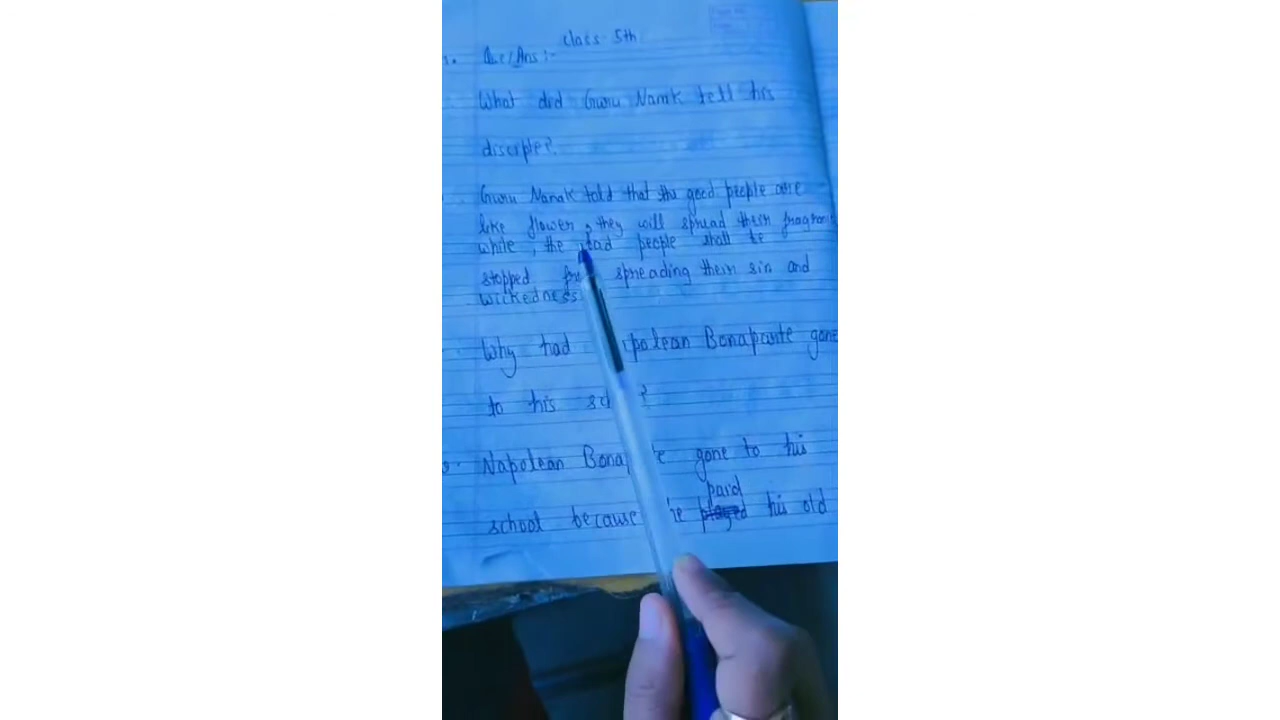 Class 5th
Que/Ans :-
What did Guru Nanak tell his
disciple?
Guru Nanak told that the good people are
like flower, they will spread their
while, the bad people shall be
stopped spreading their sin and
wickedness
Why had Bonaparte gone
to his
Napolean gone to his
paid
school because his old